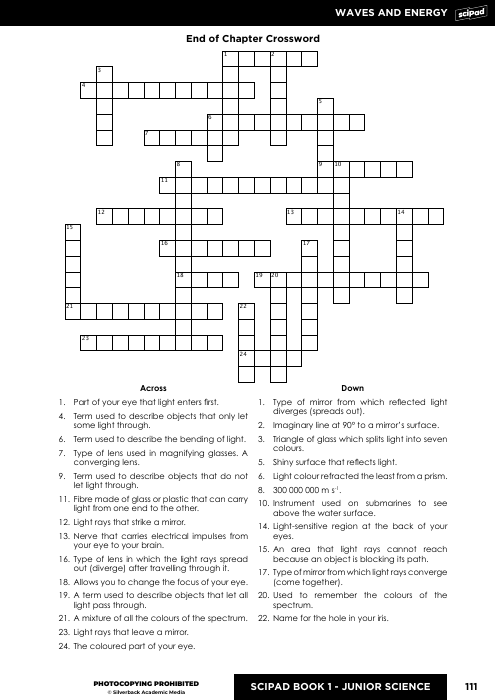 WAVES AND ENERGY scipad
End of Chapter Crossword
1 2
3
4
5
6
7
8
9 10
11
12 13 14
15
16 17
18 19 20
21 22
23
24
Across
1. Part of your eye that light enters first.
4. Term used to describe objects that only let
some light through.
6. Term used to describe the bending of light.
7. Type of lens used in magnifying glasses. A
converging lens.
9. Term used to describe objects that do not
let light through.
11. Fibre made of glass or plastic that can carry
light from one end to the other.
12. Light rays that strike a mirror.
13. Nerve that carries electrical impulses from
your eye to your brain.
16. Type of lens in which the light rays spread
out (diverge) after travelling through it.
18. Allows you to change the focus of your eye.
19. A term used to describe objects that let all
light pass through.
21. A mixture of all the colours of the spectrum.
23. Light rays that leave a mirror.
24. The coloured part of your eye.
Down
1. Type of mirror from which reflected light
diverges (spreads out).
2. Imaginary line at 90° to a mirror's surface.
3. Triangle of glass which splits light into seven
colours.
5. Shiny surface that reflects light.
6. Light colour refracted the least from a prism.
8. 300 000 000 m s⁻¹.
10. Instrument used on submarines to see
above the water surface.
14. Light-sensitive region at the back of your
eyes.
15. An area that light rays cannot reach
because an object is blocking its path.
17. Type of mirror from which light rays converge
(come together).
20. Used to remember the colours of the
spectrum.
22. Name for the hole in your iris.
PHOTOCOPYING PROHIBITED
© Silverback Academic Media
SCIPAD BOOK 1 - JUNIOR SCIENCE 111